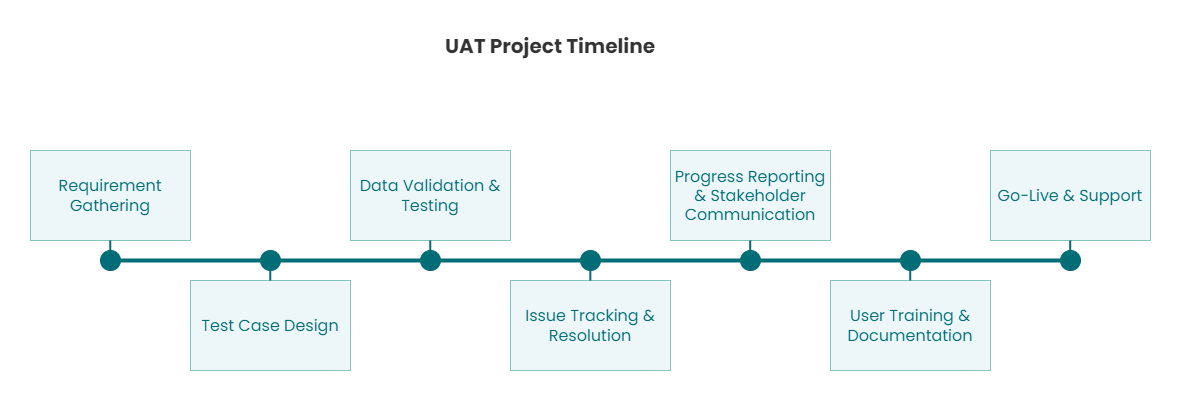 UAT Project Timeline
Requirement
Gathering
Test Case Design
Data Validation &
Testing
Issue Tracking &
Resolution
Progress Reporting
& Stakeholder
Communication
User Training &
Documentation
Go-Live & Support